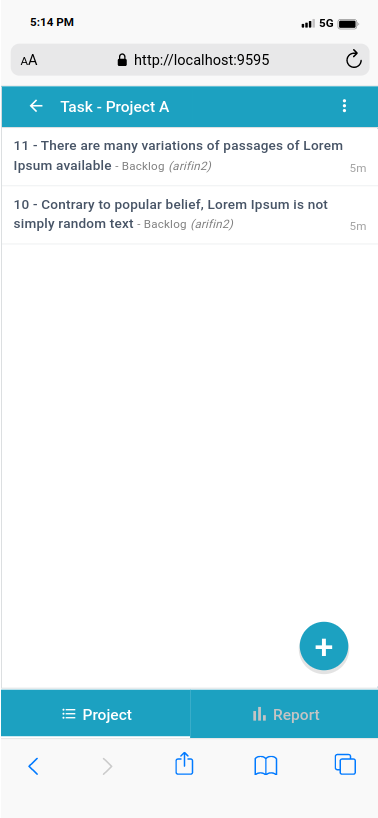 5:14 PM
5G
AA
http://localhost:9595
Task - Project A
11 - There are many variations of passages of Lorem
Ipsum available - Backlog (arifin2)
5m
10 - Contrary to popular belief, Lorem Ipsum is not
simply random text - Backlog (arifin2)
5m
Project
Report